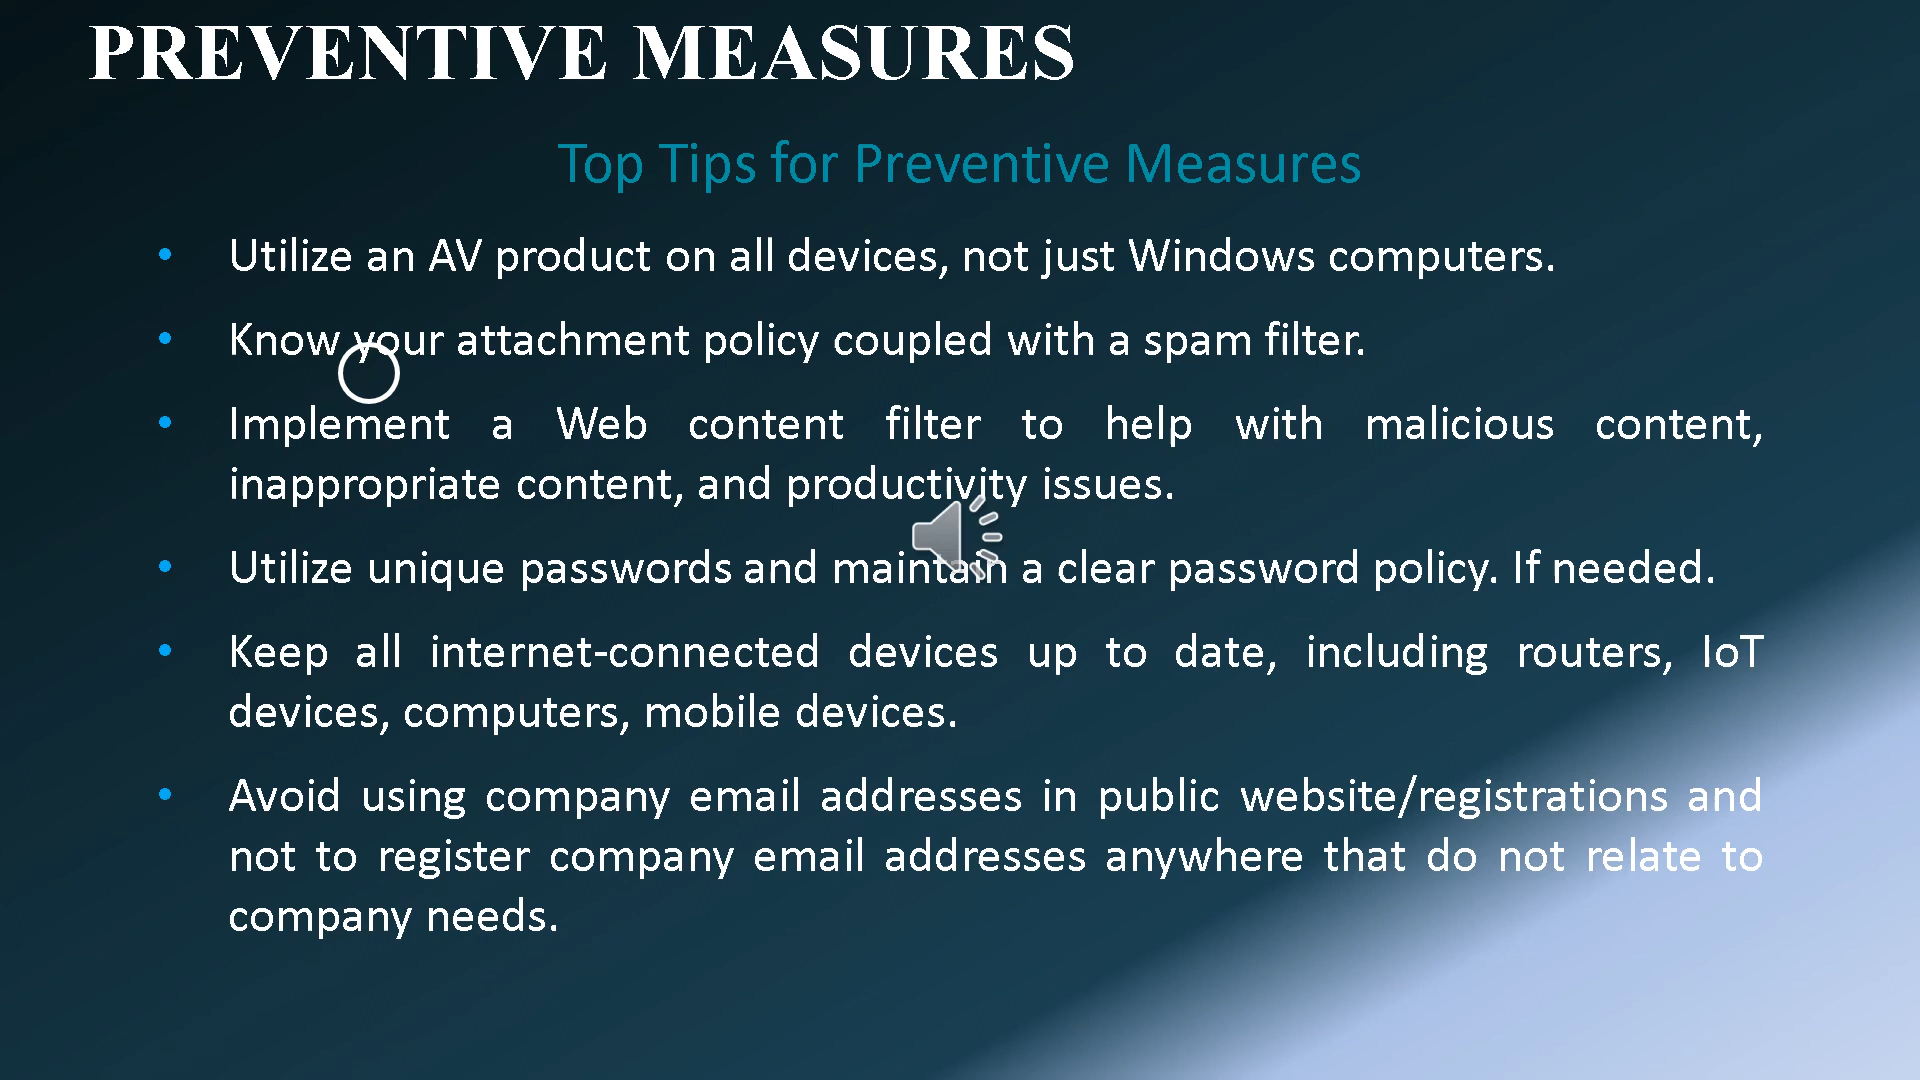 PREVENTIVE MEASURES
Top Tips for Preventive Measures
• Utilize an AV product on all devices, not just Windows computers.
• Know your attachment policy coupled with a spam filter.
• Implement a Web content filter to help with malicious content,
inappropriate content, and productivity issues.
• Utilize unique passwords and maintain a clear password policy. If needed.
• Keep all internet-connected devices up to date, including routers, IoT
devices, computers, mobile devices.
• Avoid using company email addresses in public website/registrations and
not to register company email addresses anywhere that do not relate to
company needs.